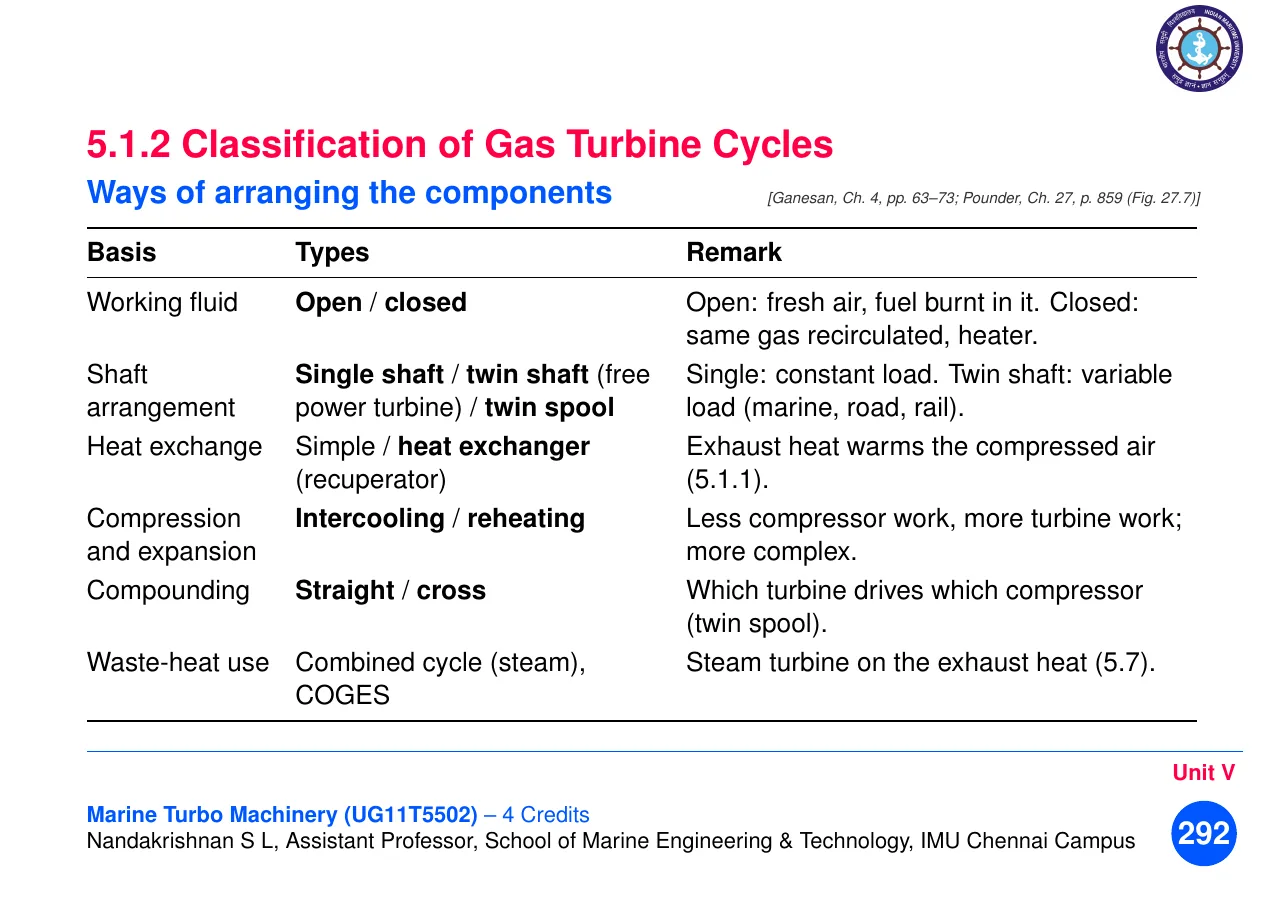 INDIAN MARITIME UNIVERSITY
5.1.2 Classification of Gas Turbine Cycles
Ways of arranging the components
[Ganesan, Ch. 4, pp. 63–73; Pounder, Ch. 27, p. 859 (Fig. 27.7)]
Basis Types Remark
Working fluid Open / closed Open: fresh air, fuel burnt in it. Closed:
same gas recirculated, heater.
Shaft Single shaft / twin shaft (free Single: constant load. Twin shaft: variable
arrangement power turbine) / twin spool load (marine, road, rail).
Heat exchange Simple / heat exchanger Exhaust heat warms the compressed air
(recuperator) (5.1.1).
Compression Intercooling / reheating Less compressor work, more turbine work;
and expansion more complex.
Compounding Straight / cross Which turbine drives which compressor
(twin spool).
Waste-heat use Combined cycle (steam), Steam turbine on the exhaust heat (5.7).
COGES
Unit V
Marine Turbo Machinery (UG11T5502) – 4 Credits
Nandakrishnan S L, Assistant Professor, School of Marine Engineering & Technology, IMU Chennai Campus
292